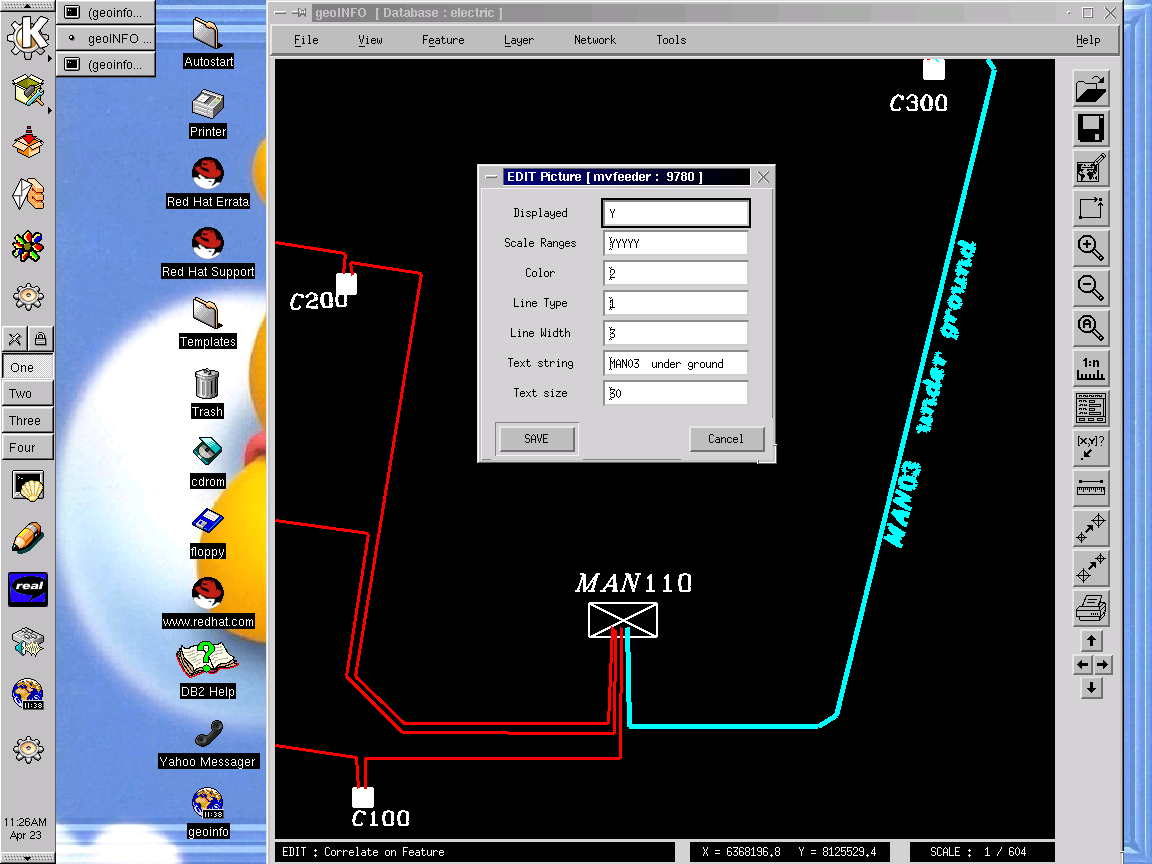 (geoinfo...
geoINFO ...
(geoinfo...
Autostart
Printer
Red Hat Errata
Red Hat Support
Templates
Trash
cdrom
floppy
www.redhat.com
DB2 Help
Yahoo Messager
geoinfo
One
Two
Three
Four
real
11:38
11:38
11:26AM
Apr 23
geoINFO [ Database : electric ]
File View Feature Layer Network Tools Help
C300
C200
MAN03 under ground
MAN110
C100
EDIT Picture [ mvfeeder : 9780 ]
Displayed Y
Scale Ranges YYYYY
Color 2
Line Type 1
Line Width 3
Text string MAN03 under ground
Text size 30
SAVE Cancel
1:n
[X,Y]?
EDIT : Correlate on Feature
X = 6368196.8 Y = 8125529.4
SCALE : 1 / 604